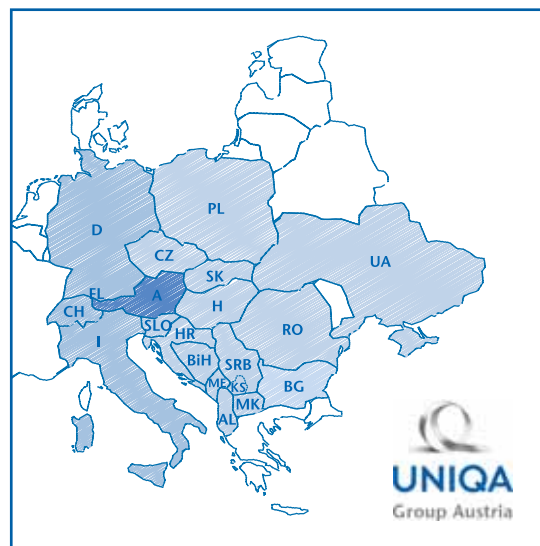 PL
D
UA
CZ
SK
FL
A
CH
H
SLO
RO
HR
I
BiH
SRB
ME
KS
BG
MK
AL
UNIQA
Group Austria